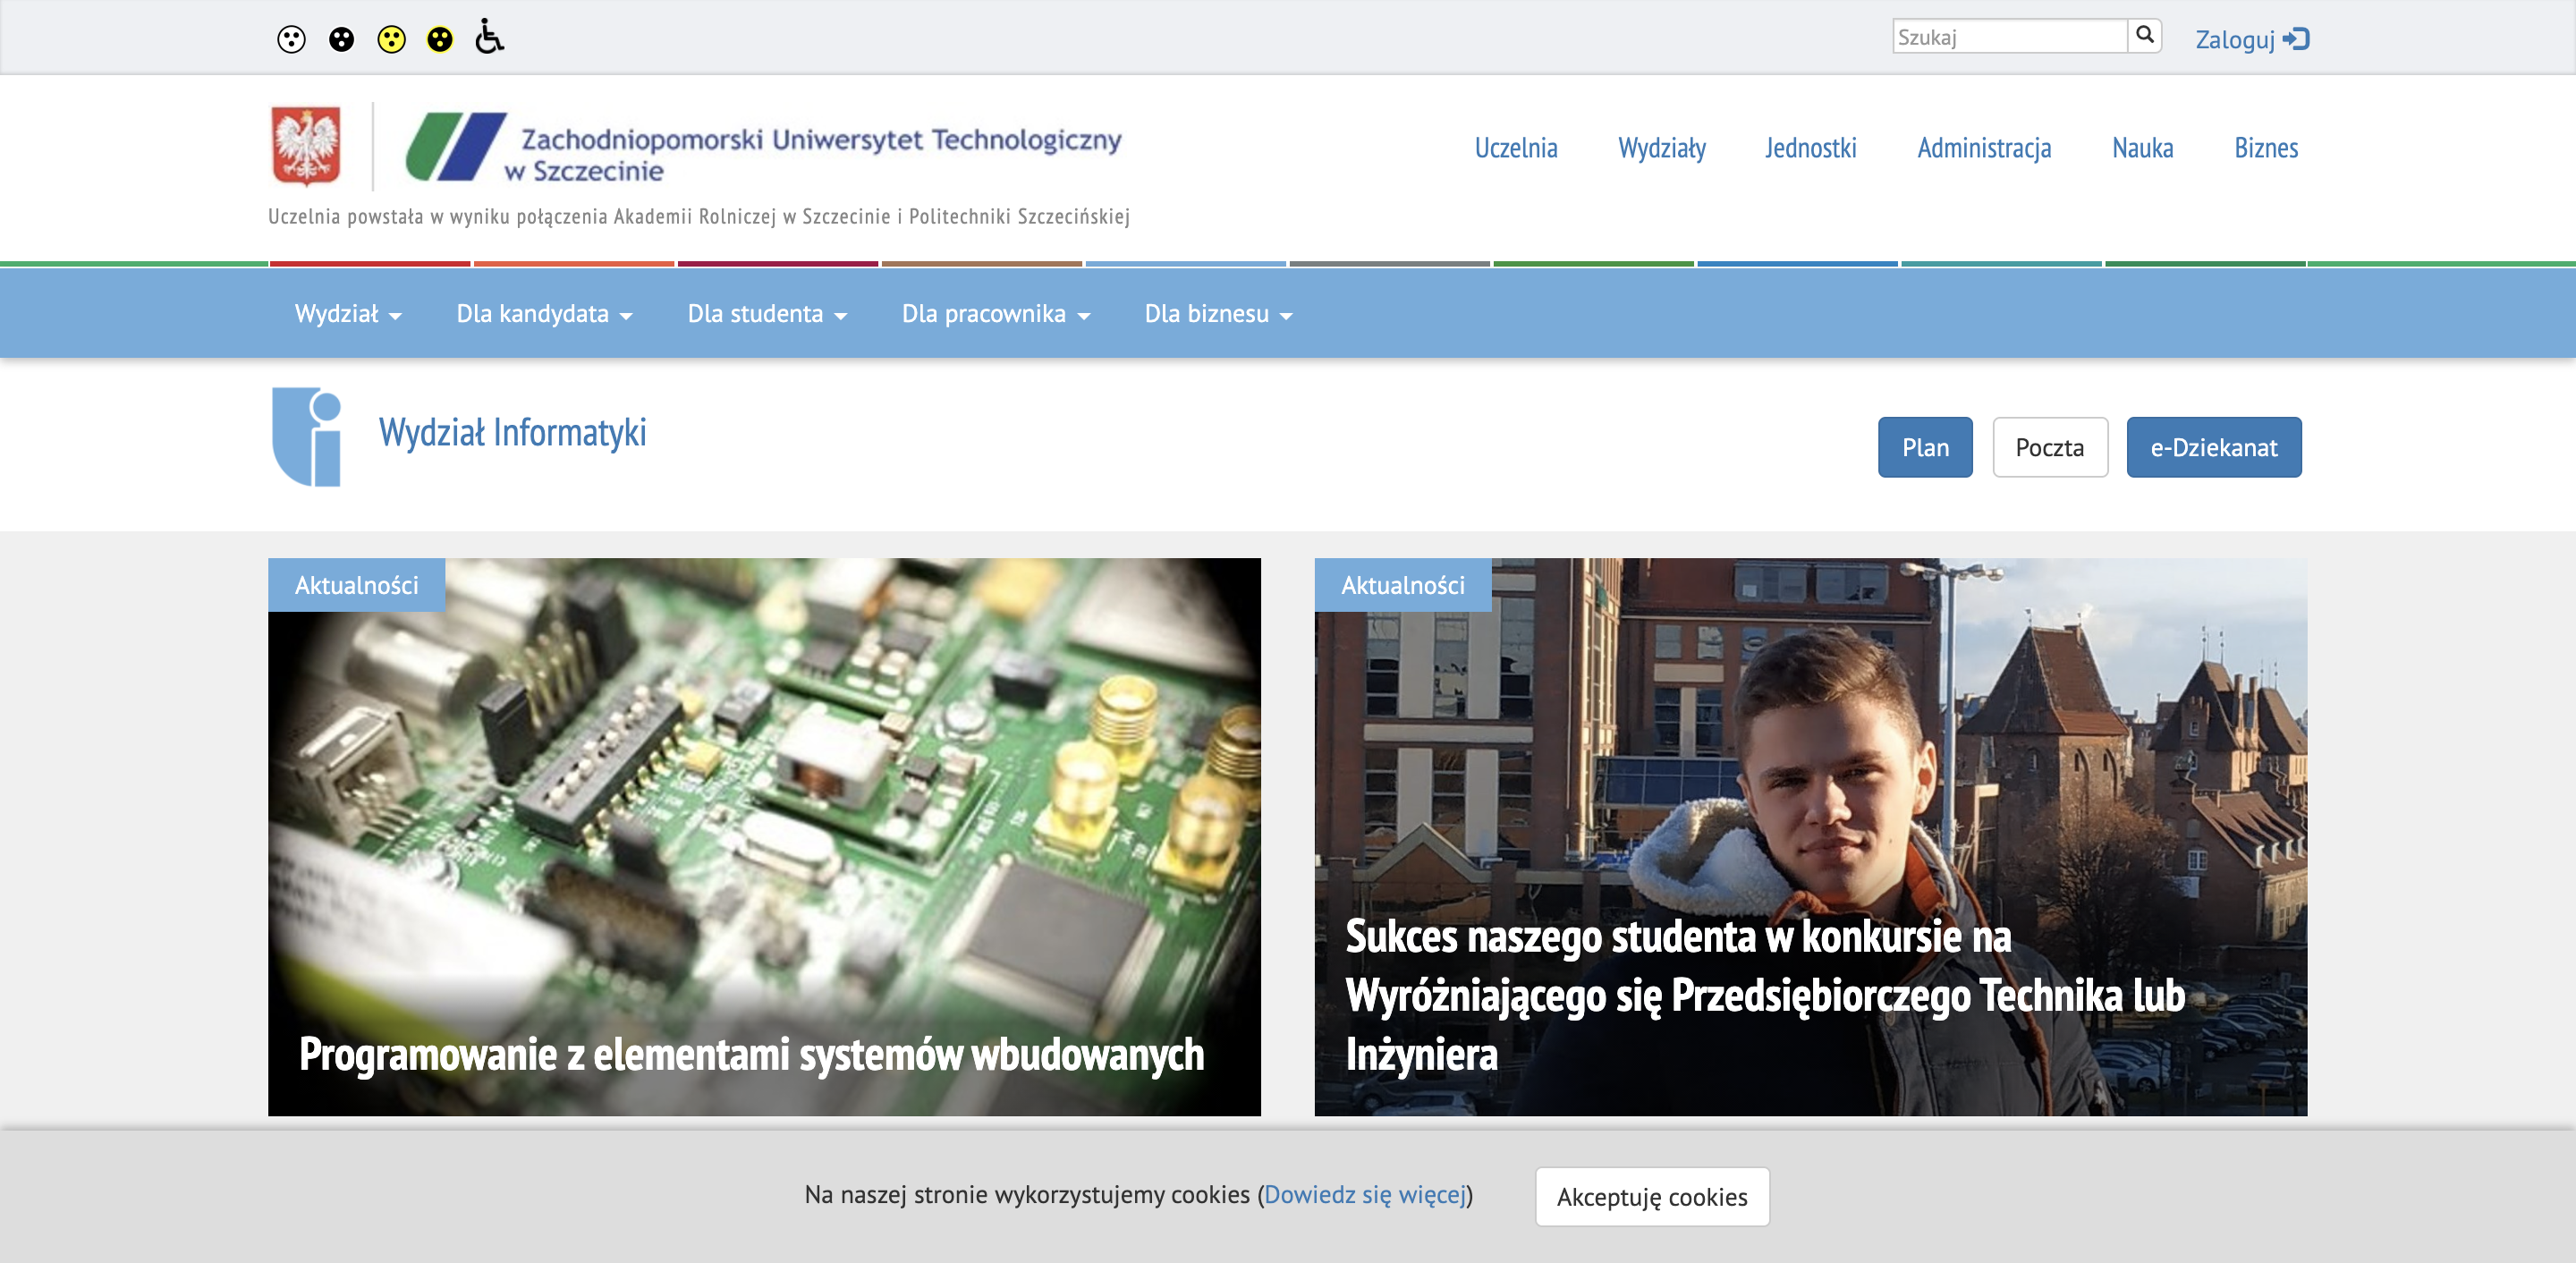 Szukaj
Zaloguj
Zachodniopomorski Uniwersytet Technologiczny
w Szczecinie
Uczelnia powstała w wyniku połączenia Akademii Rolniczej w Szczecinie i Politechniki Szczecińskiej
Uczelnia Wydziały Jednostki Administracja Nauka Biznes
Wydział Dla kandydata Dla studenta Dla pracownika Dla biznesu
Wydział Informatyki
Plan Poczta e-Dziekanat
Aktualności
Programowanie z elementami systemów wbudowanych
Aktualności
Sukces naszego studenta w konkursie na
Wyróżniającego się Przedsiębiorczego Technika lub
Inżyniera
Na naszej stronie wykorzystujemy cookies (Dowiedz się więcej)
Akceptuję cookies